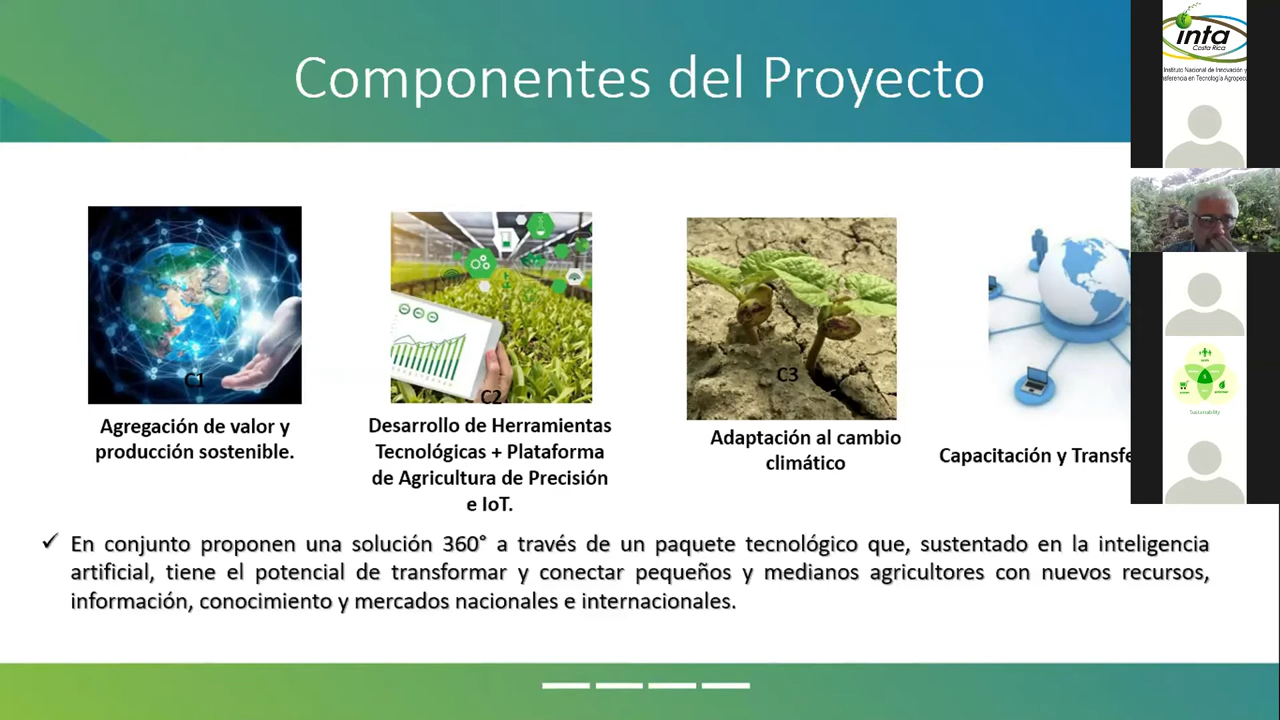 Componentes del Proyecto
inta
Costa Rica
Instituto Nacional de Innovación y
Tecnología Agropec
C1
C2
C3
Agregación de valor y
producción sostenible.
Desarrollo de Herramientas
Tecnológicas + Plataforma
de Agricultura de Precisión
e IoT.
Adaptación al cambio
climático
Capacitación y Transfe
Sustainability
✓ En conjunto proponen una solución 360° a través de un paquete tecnológico que, sustentado en la inteligencia
artificial, tiene el potencial de transformar y conectar pequeños y medianos agricultores con nuevos recursos,
información, conocimiento y mercados nacionales e internacionales.